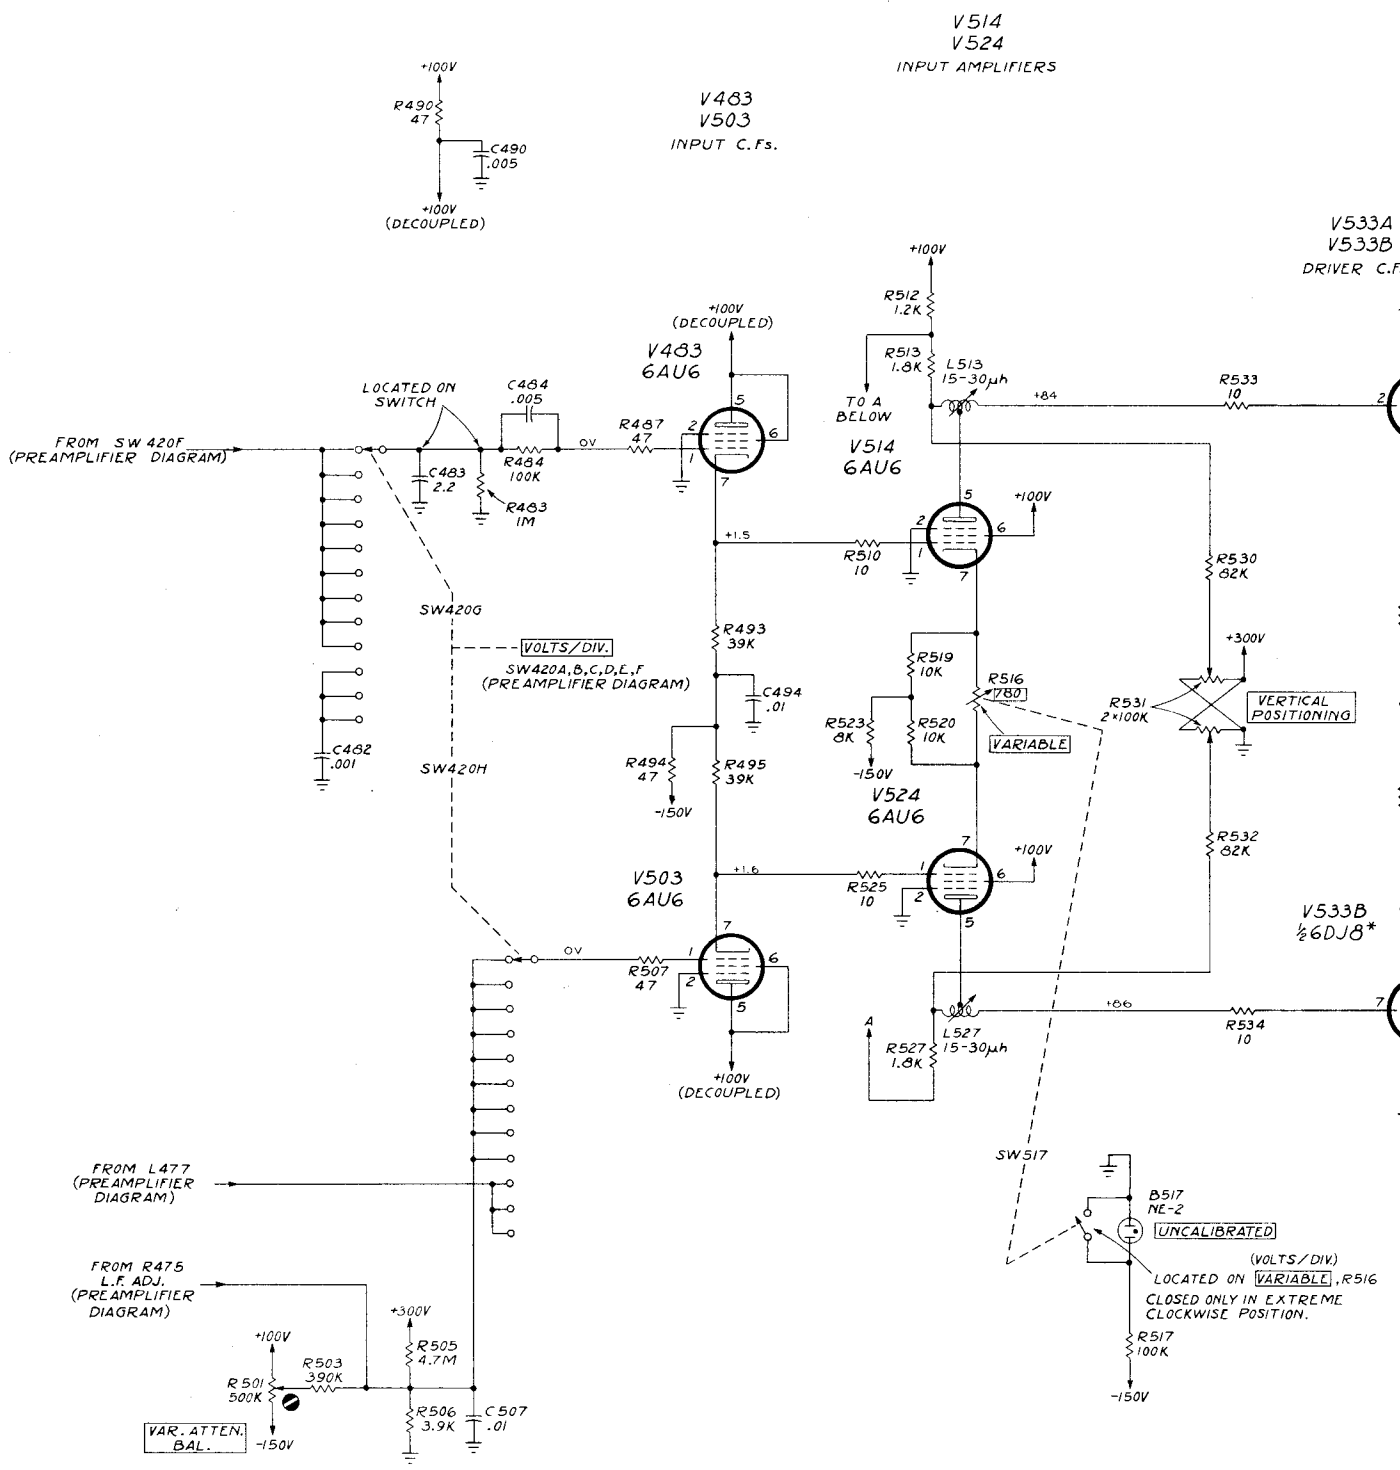 V514
V524
INPUT AMPLIFIERS
V483
V503
INPUT C.Fs.
+100V
R490
47
C490
.005
+100V
(DECOUPLED)
V533A
V533B
DRIVER C.F
+100V
R512
1.2K
R513
1.8K
L513
15-30µh
TO A
BELOW
+84
R533
10
2
+100V
(DECOUPLED)
V483
6AU6
5
2
1
6
7
LOCATED ON
SWITCH
C484
.005
R484
100K
0V
R487
47
FROM SW 420F
(PREAMPLIFIER DIAGRAM)
C483
2.2
R483
1M
V514
6AU6
5
2
1
6
7
+100V
+1.5
R510
10
R530
82K
SW420G
VOLTS/DIV.
SW420A,B,C,D,E,F
(PREAMPLIFIER DIAGRAM)
R493
39K
C494
.01
R519
10K
R516
780
R523
8K
R520
10K
VARIABLE
-150V
+300V
R531
2×100K
VERTICAL
POSITIONING
C482
.001
SW420H
R494
47
R495
39K
-150V
V524
6AU6
7
1
2
6
5
+100V
R532
82K
V503
6AU6
+1.6
R525
10
7
1
2
6
5
0V
R507
47
V533B
½6DJ8*
+86
7
R534
10
A
R527
1.8K
L527
15-30µh
+100V
(DECOUPLED)
FROM L477
(PREAMPLIFIER
DIAGRAM)
SW517
B517
NE-2
UNCALIBRATED
(VOLTS/DIV.)
LOCATED ON VARIABLE, R516
CLOSED ONLY IN EXTREME
CLOCKWISE POSITION.
R517
100K
-150V
FROM R475
L.F. ADJ.
(PREAMPLIFIER
DIAGRAM)
+300V
R505
4.7M
+100V
R503
390K
R501
500K
R506
3.9K
C507
.01
VAR. ATTEN.
BAL.
-150V